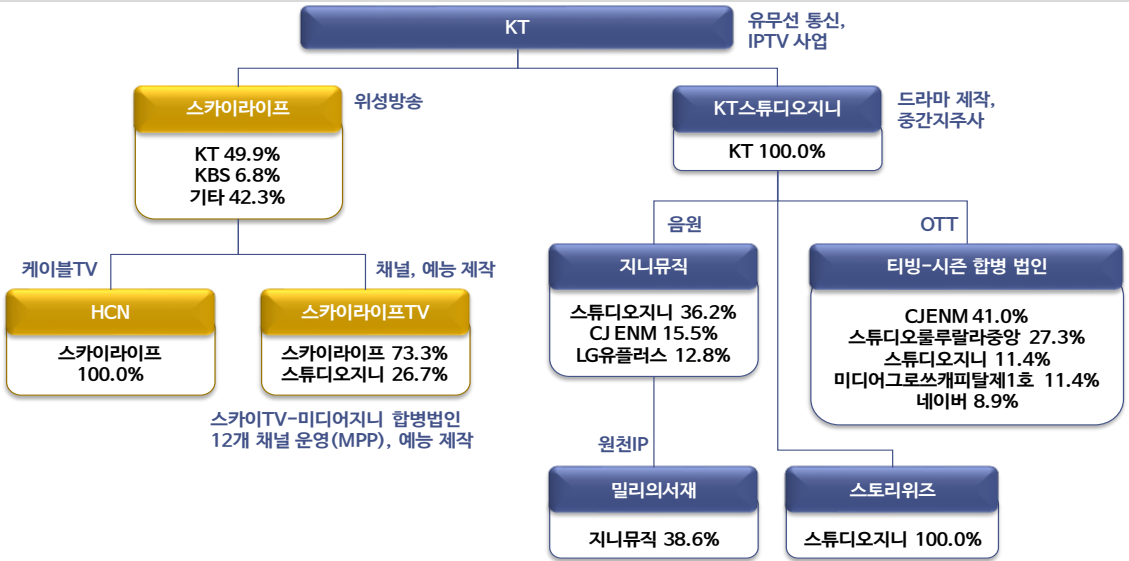 KT
유무선 통신,
IPTV 사업
스카이라이프
위성방송
KT 49.9%
KBS 6.8%
기타 42.3%
KT스튜디오지니
드라마 제작,
중간지주사
KT 100.0%
케이블TV
HCN
스카이라이프
100.0%
채널, 예능 제작
스카이라이프TV
스카이라이프 73.3%
스튜디오지니 26.7%
스카이TV-미디어지니 합병법인
12개 채널 운영(MPP), 예능 제작
음원
지니뮤직
스튜디오지니 36.2%
CJ ENM 15.5%
LG유플러스 12.8%
OTT
티빙-시즌 합병 법인
CJENM 41.0%
스튜디오룰루랄라중앙 27.3%
스튜디오지니 11.4%
미디어그로쓰캐피탈제1호 11.4%
네이버 8.9%
원천IP
밀리의서재
지니뮤직 38.6%
스토리위즈
스튜디오지니 100.0%